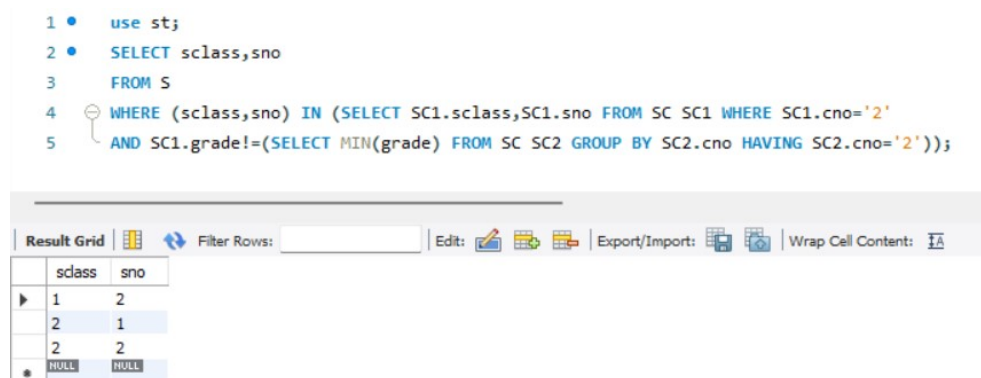 1 use st;
2 SELECT sclass,sno
3 FROM S
4 WHERE (sclass,sno) IN (SELECT SC1.sclass,SC1.sno FROM SC SC1 WHERE SC1.cno='2'
5 AND SC1.grade!=(SELECT MIN(grade) FROM SC SC2 GROUP BY SC2.cno HAVING SC2.cno='2'));
Result Grid Filter Rows: Edit: Export/Import: Wrap Cell Content: IA
sclass sno
1 2
2 1
2 2
NULL NULL